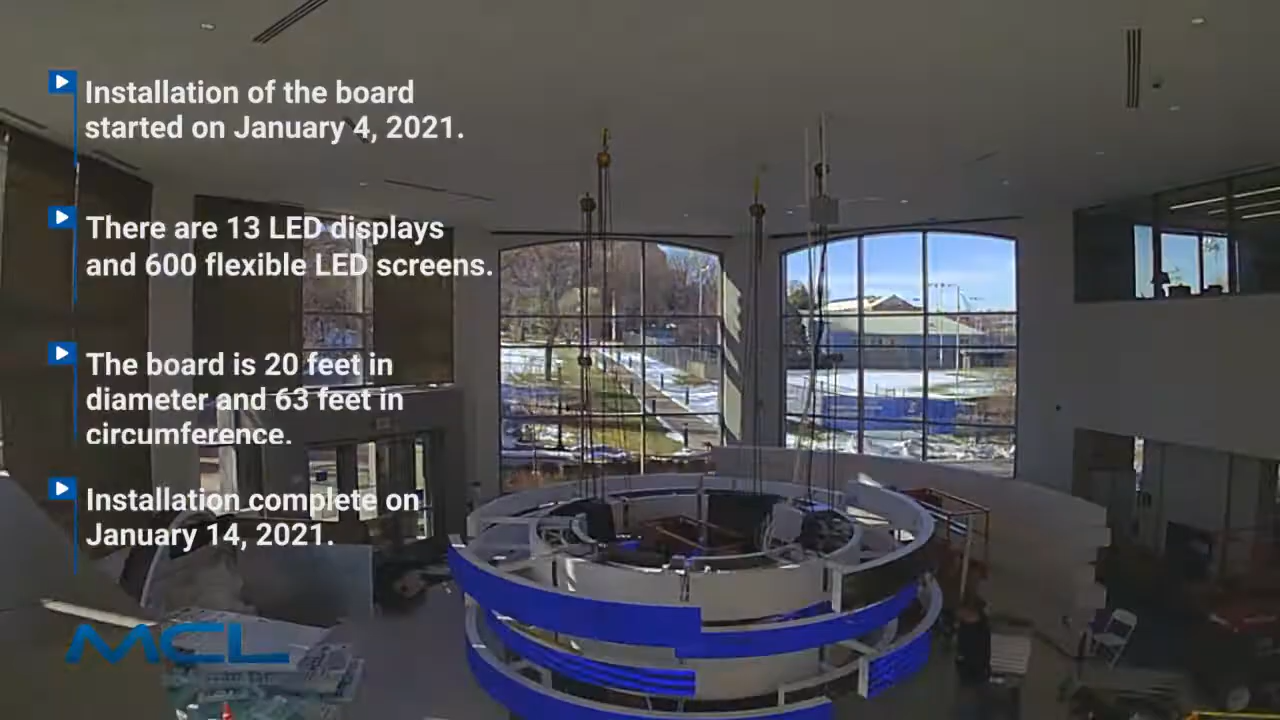 Installation of the board
started on January 4, 2021.
There are 13 LED displays
and 600 flexible LED screens.
The board is 20 feet in
diameter and 63 feet in
circumference.
Installation complete on
January 14, 2021.
MCL